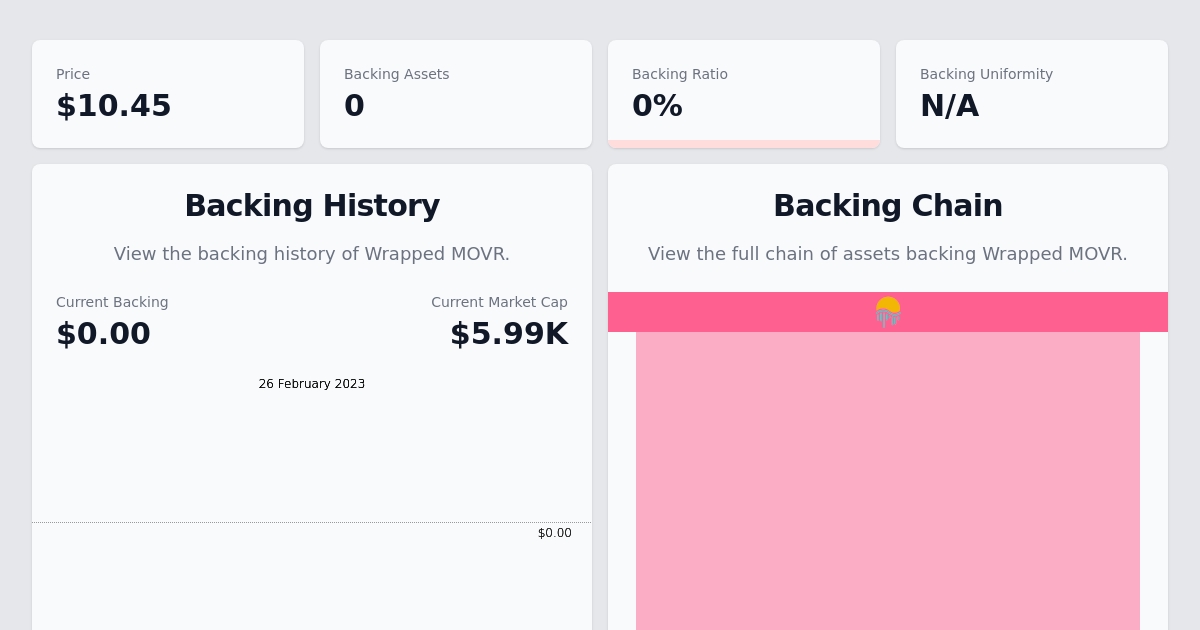 Price
$10.45
Backing Assets
0
Backing Ratio
0%
Backing Uniformity
N/A
Backing History
View the backing history of Wrapped MOVR.
Current Backing
$0.00
Current Market Cap
$5.99K
26 February 2023
$0.00
Backing Chain
View the full chain of assets backing Wrapped MOVR.